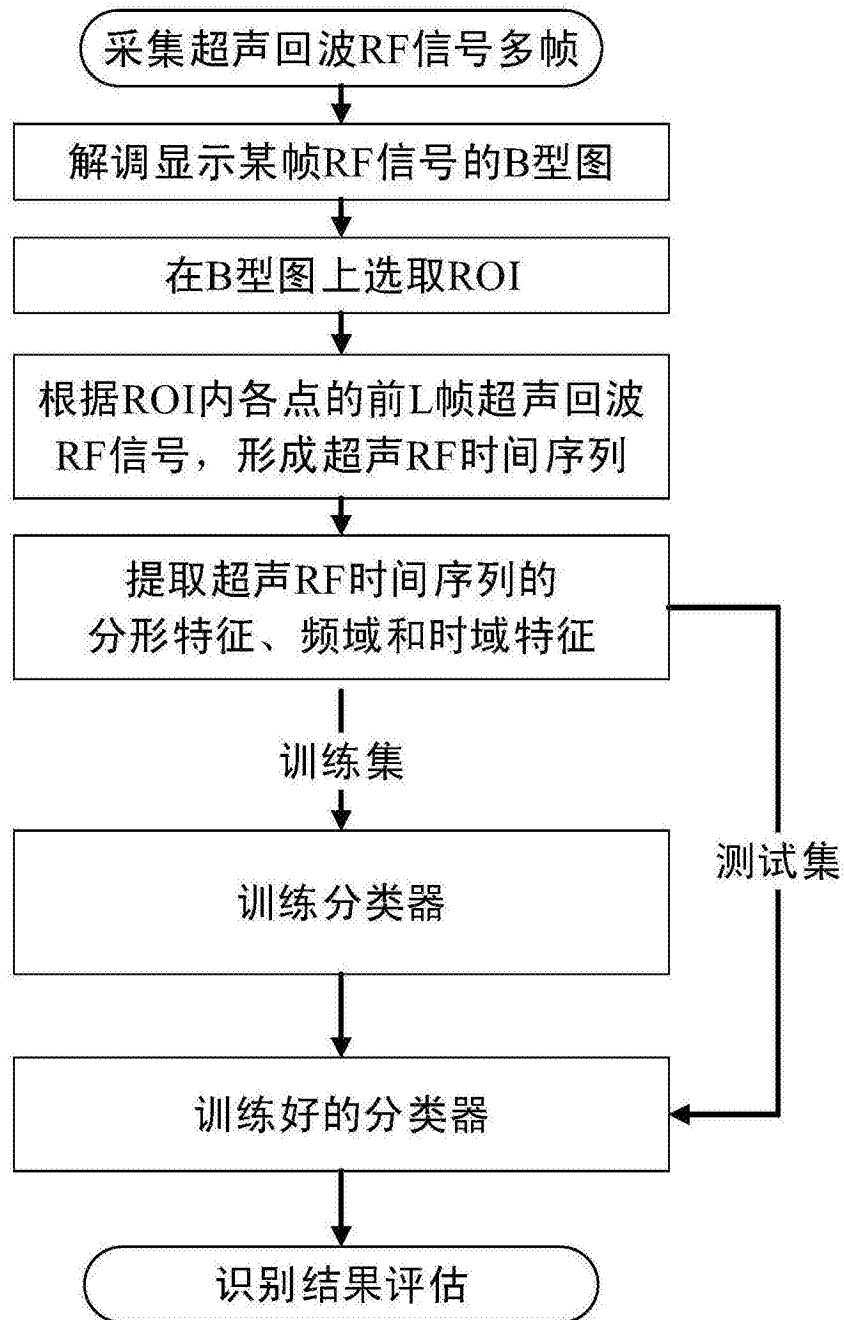 采集超声回波RF信号多帧
解调显示某帧RF信号的B型图
在B型图上选取ROI
根据ROI内各点的前L帧超声回波
RF信号，形成超声RF时间序列
提取超声RF时间序列的
分形特征、频域和时域特征
训练集
训练分类器
测试集
训练好的分类器
识别结果评估